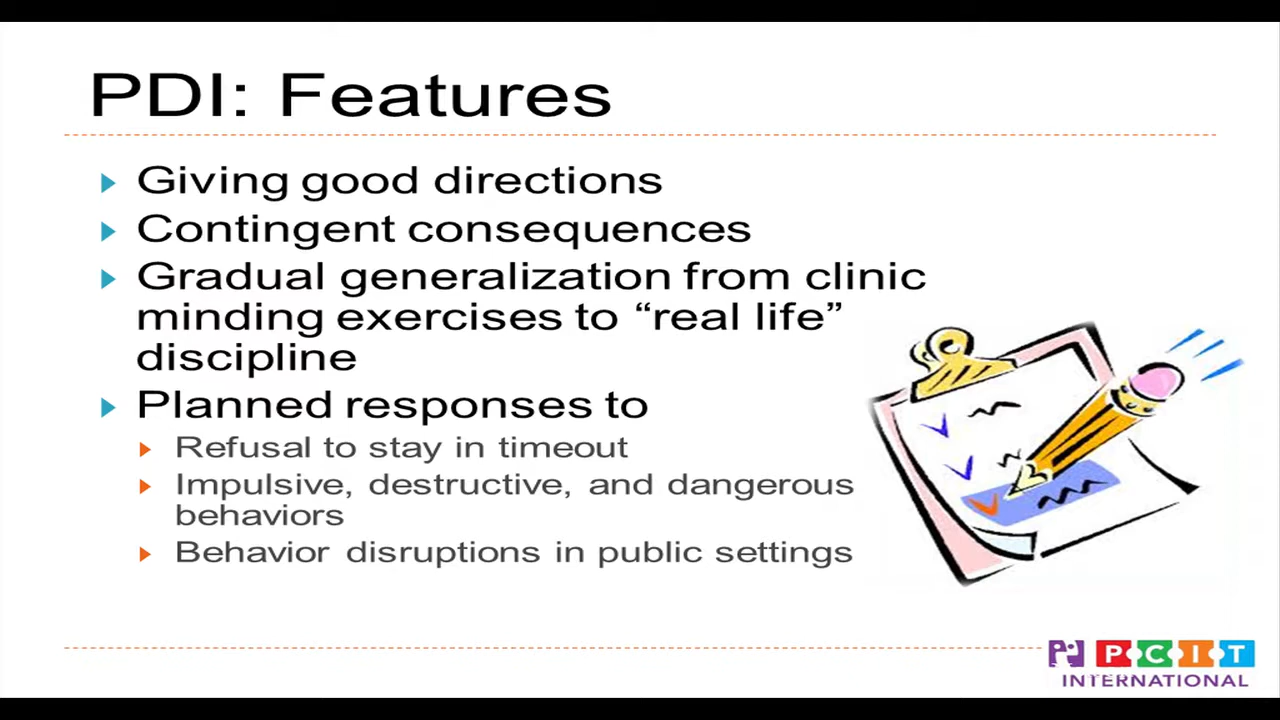 PDI: Features
Giving good directions
Contingent consequences
Gradual generalization from clinic
minding exercises to “real life”
discipline
Planned responses to
Refusal to stay in timeout
Impulsive, destructive, and dangerous
behaviors
Behavior disruptions in public settings
PCIT
INTERNATIONAL